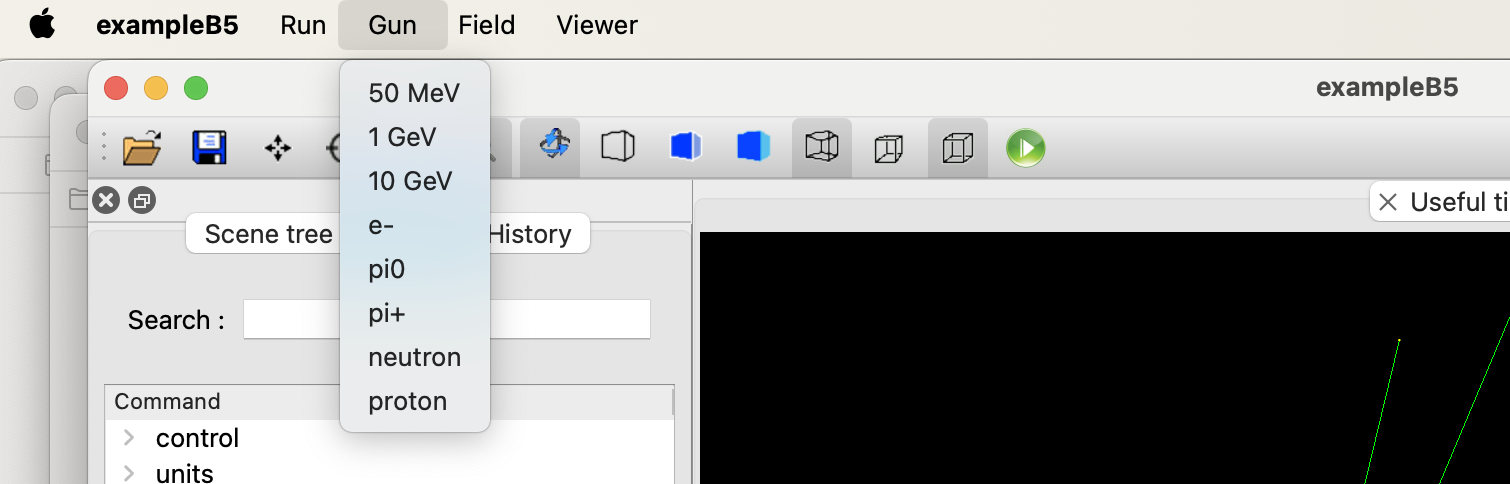 exampleB5 Run Gun Field Viewer
exampleB5
50 MeV
1 GeV
10 GeV
e-
pi0
pi+
neutron
proton
Scene tree History
Useful ti
Search :
Command
control
units